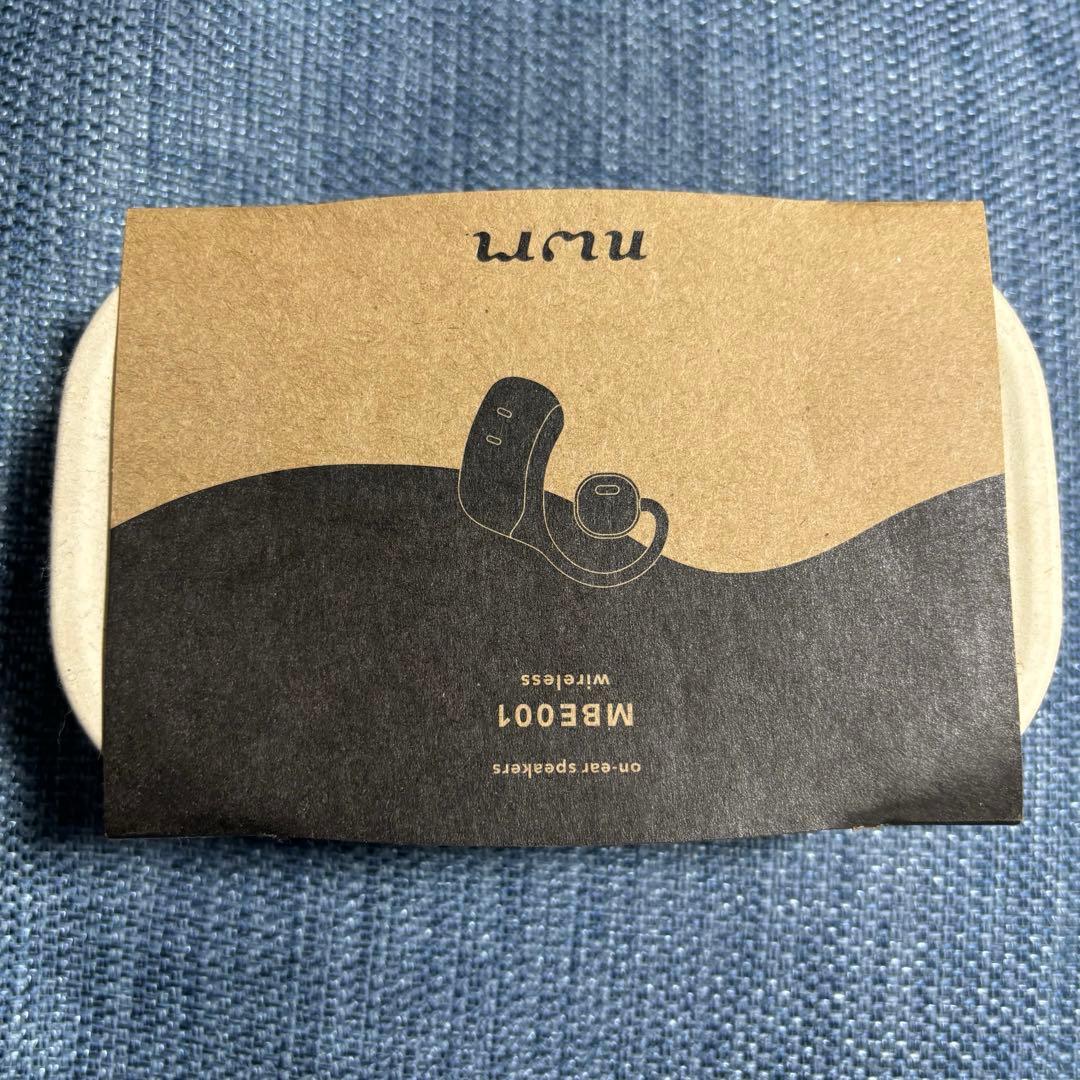 on-ear speakers
MBE001
wireless
nwm